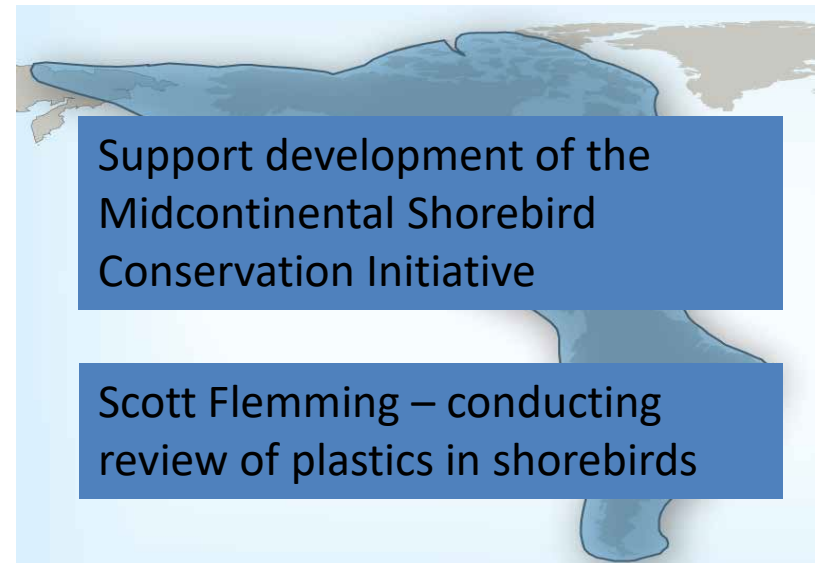 Support development of the
Midcontinental Shorebird
Conservation Initiative
Scott Flemming – conducting
review of plastics in shorebirds